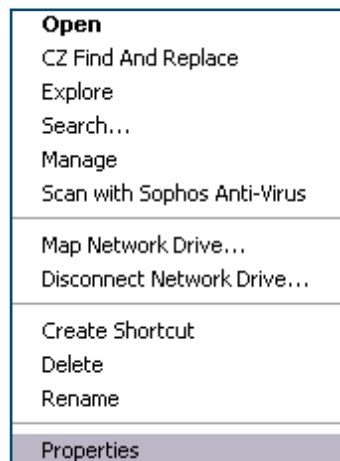 Open
CZ Find And Replace
Explore
Search...
Manage
Scan with Sophos Anti-Virus
Map Network Drive...
Disconnect Network Drive...
Create Shortcut
Delete
Rename
Properties